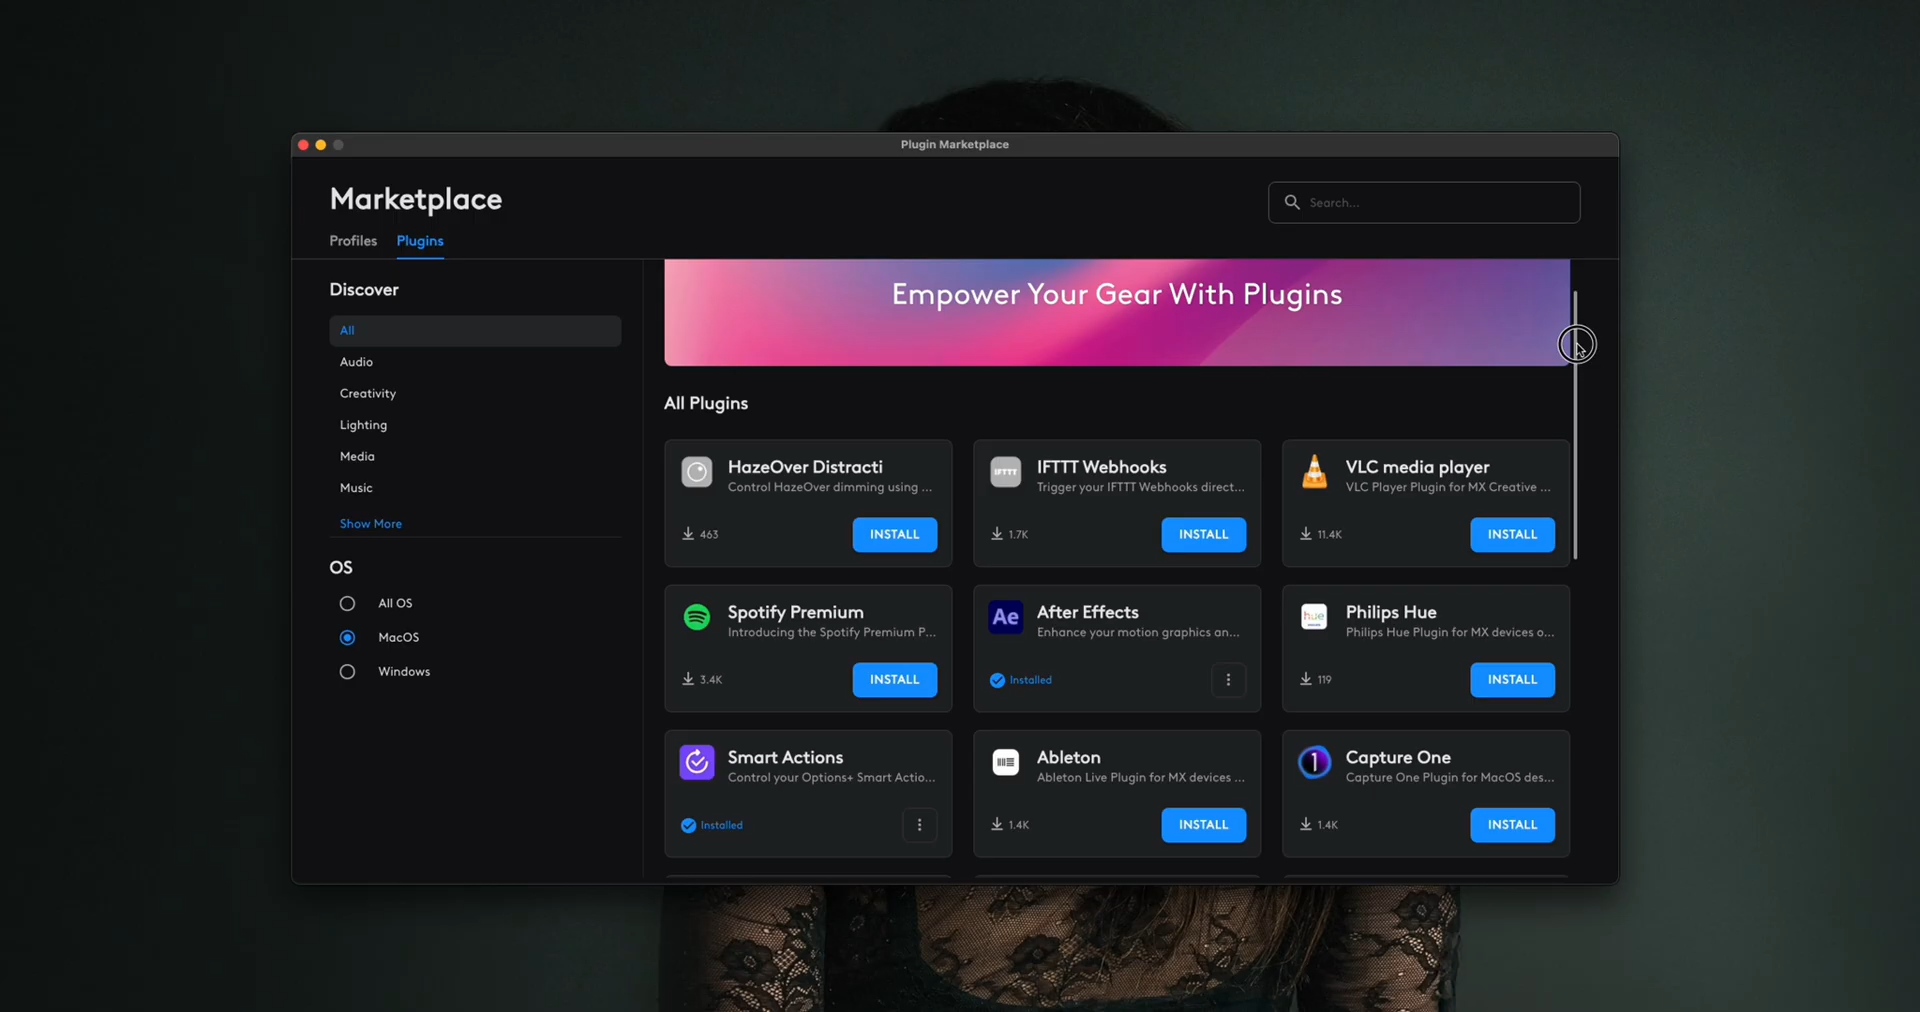 Plugin Marketplace
Marketplace
Search...
Profiles
Plugins
Discover
All
Audio
Creativity
Lighting
Media
Music
Show More
OS
All OS
MacOS
Windows
Empower Your Gear With Plugins
All Plugins
HazeOver Distracti
Control HazeOver dimming using ...
463
INSTALL
IFTTT
IFTTT Webhooks
Trigger your IFTTT Webhooks direct...
1.7K
INSTALL
VLC media player
VLC Player Plugin for MX Creative ...
11.4K
INSTALL
Spotify Premium
Introducing the Spotify Premium P...
3.4K
INSTALL
Ae
After Effects
Enhance your motion graphics an...
Installed
hue
Philips Hue
Philips Hue Plugin for MX devices o...
119
INSTALL
Smart Actions
Control your Options+ Smart Actio...
Installed
Ableton
Ableton Live Plugin for MX devices ...
1.4K
INSTALL
1
Capture One
Capture One Plugin for MacOS des...
1.4K
INSTALL